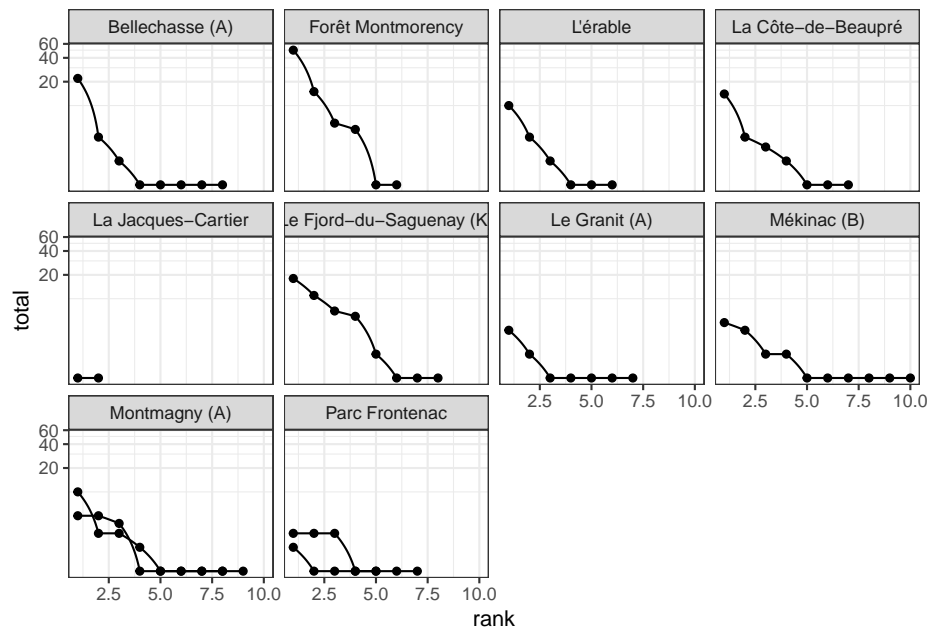 Bellechasse (A) Forêt Montmorency L'érable La Côte−de−Beaupré
60
40
20
La Jacques−Cartier Le Fjord−du−Saguenay (K Le Granit (A) Mékinac (B)
60
40
20
2.5 5.0 7.5 10.0 2.5 5.0 7.5 10.0
Montmagny (A) Parc Frontenac
60
40
20
2.5 5.0 7.5 10.0 2.5 5.0 7.5 10.0
total
rank